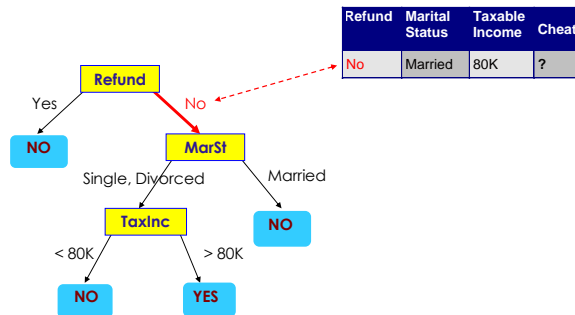 Refund Marital Status Taxable Income Cheat
No Married 80K ?
Refund
Yes
No
NO
MarSt
Single, Divorced
Married
TaxInc
NO
< 80K
> 80K
NO
YES